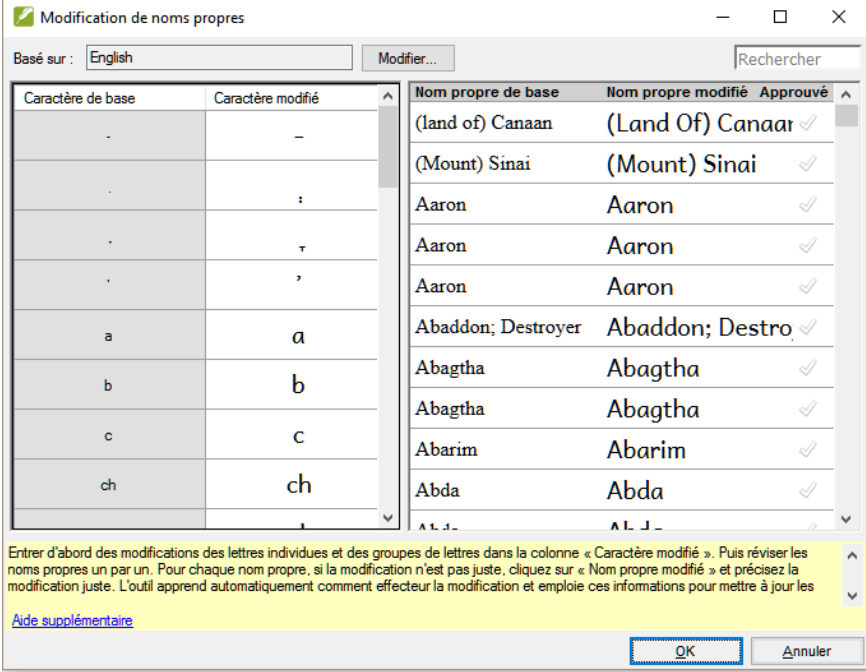 Modification de noms propres
Basé sur : English Modifier... Rechercher
Caractère de base Caractère modifié
- -
. :
a a
b b
c c
ch ch
Nom propre de base Nom propre modifié Approuvé
(land of) Canaan (Land Of) Canaan
(Mount) Sinai (Mount) Sinai
Aaron Aaron
Aaron Aaron
Aaron Aaron
Abaddon; Destroyer Abaddon; Destro
Abagtha Abagtha
Abagtha Abagtha
Abarim Abarim
Abda Abda
Entrer d'abord des modifications des lettres individues et des groupes de lettres dans la colonne « Caractère modifié ». Puis réviser les
noms propres un par un. Pour chaque nom propre, si la modification n'est pas juste, cliquez sur « Nom propre modifié » et précisez la
modification juste. L'outil apprend automatiquement comment effecteur la modification et emploie ces informations pour mettre à jour les
Aide supplémentaire
OK Annuler